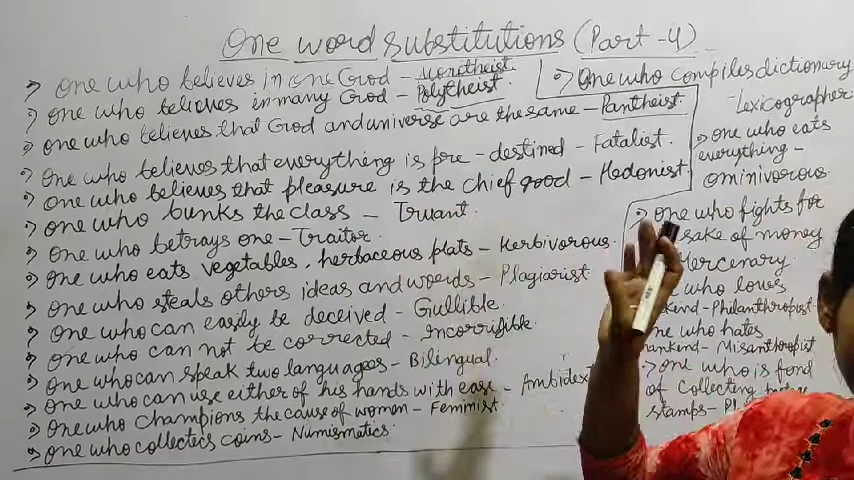 One word substitutions (Part-4)
One who believes in one God - Monotheist.
One who believes in many God - Polytheist.
One who believes that God and universe are the same - Pantheist.
One who believes that everything is pre-destined - Fatalist.
One who believes that pleasure is the chief good - Hedonist.
One who bunks the class - Truant.
One who betrays one - Traitor.
One who eats vegetables, herbaceous plats - Herbivorous.
One who steals others ideas and words - Plagiarist.
One who can easily be deceived - Gullible.
One who can not be corrected - Incorrigible.
One who can speak two languages - Bilingual.
One who can use either of his hands with ease - Ambidex
One who champions the cause of woman - Feminist.
One who collectics coins - Numismatics.
One who compiles dictionary
- Lexicographer.
One who eats
everything -
Ominivorous.
One who fights for
sake of money
Mercenary
who loves
kind - Philanthropist.
one who hates
mankind - Misanthropist
one who is fond
of collecting
stamps -